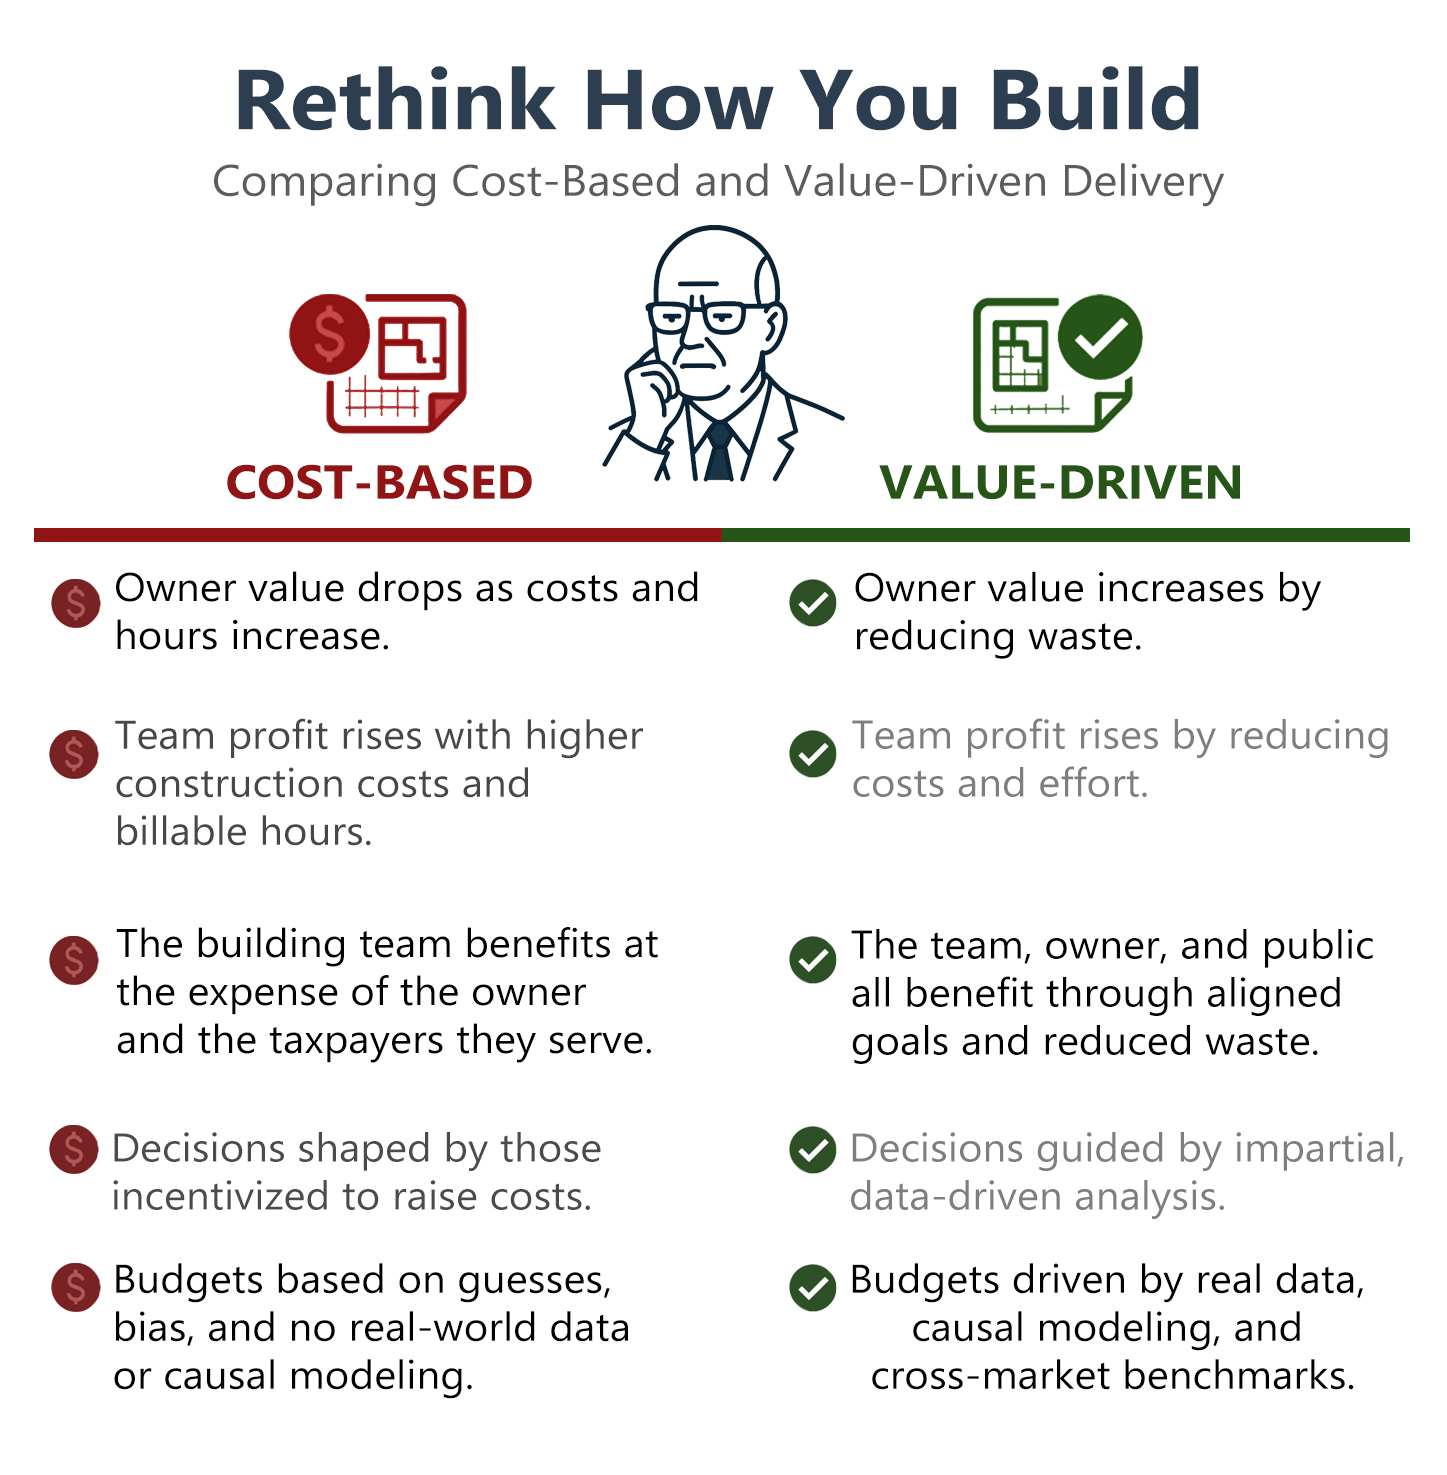 Rethink How You Build
Comparing Cost-Based and Value-Driven Delivery
$
COST-BASED
VALUE-DRIVEN
$ Owner value drops as costs and
hours increase.
$ Team profit rises with higher
construction costs and
billable hours.
$ The building team benefits at
the expense of the owner
and the taxpayers they serve.
$ Decisions shaped by those
incentivized to raise costs.
$ Budgets based on guesses,
bias, and no real-world data
or causal modeling.
Owner value increases by
reducing waste.
Team profit rises by reducing
costs and effort.
The team, owner, and public
all benefit through aligned
goals and reduced waste.
Decisions guided by impartial,
data-driven analysis.
Budgets driven by real data,
causal modeling, and
cross-market benchmarks.